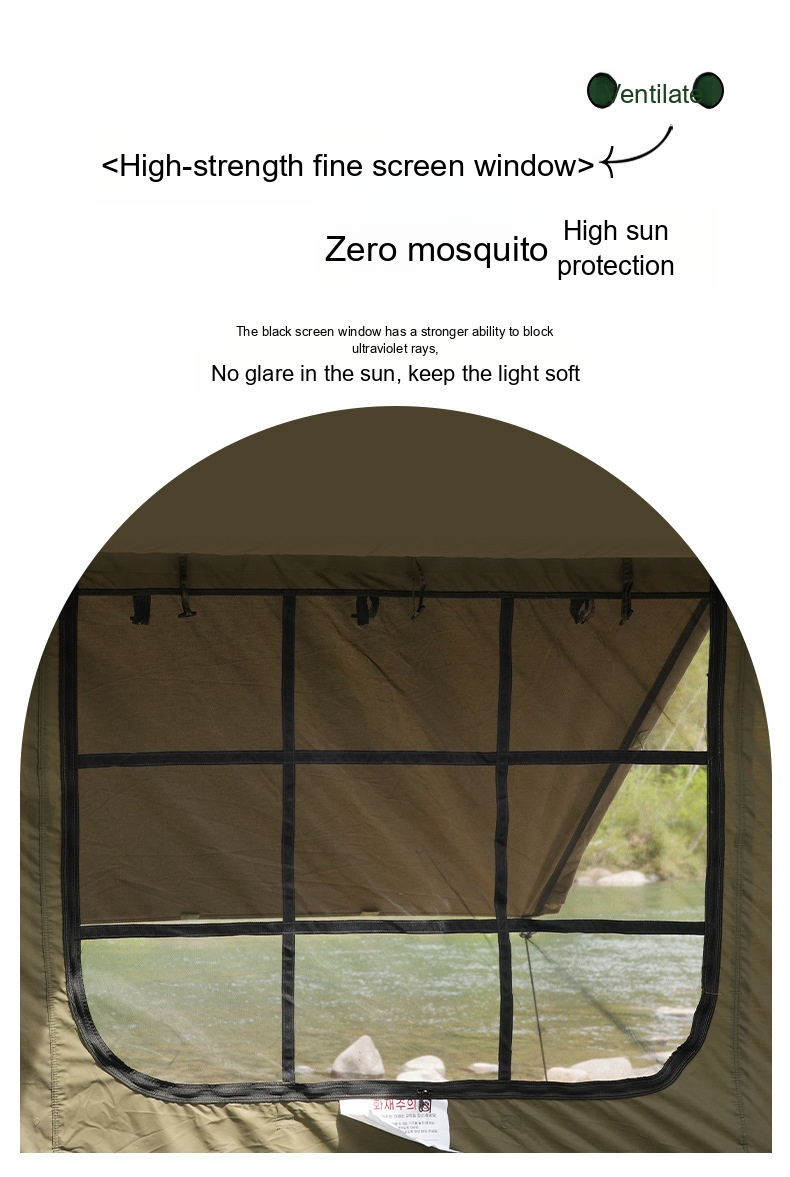 Ventilate
<High-strength fine screen window>
Zero mosquito
High sun
protection
The black screen window has a stronger ability to block
ultraviolet rays,
No glare in the sun, keep the light soft
화재주의